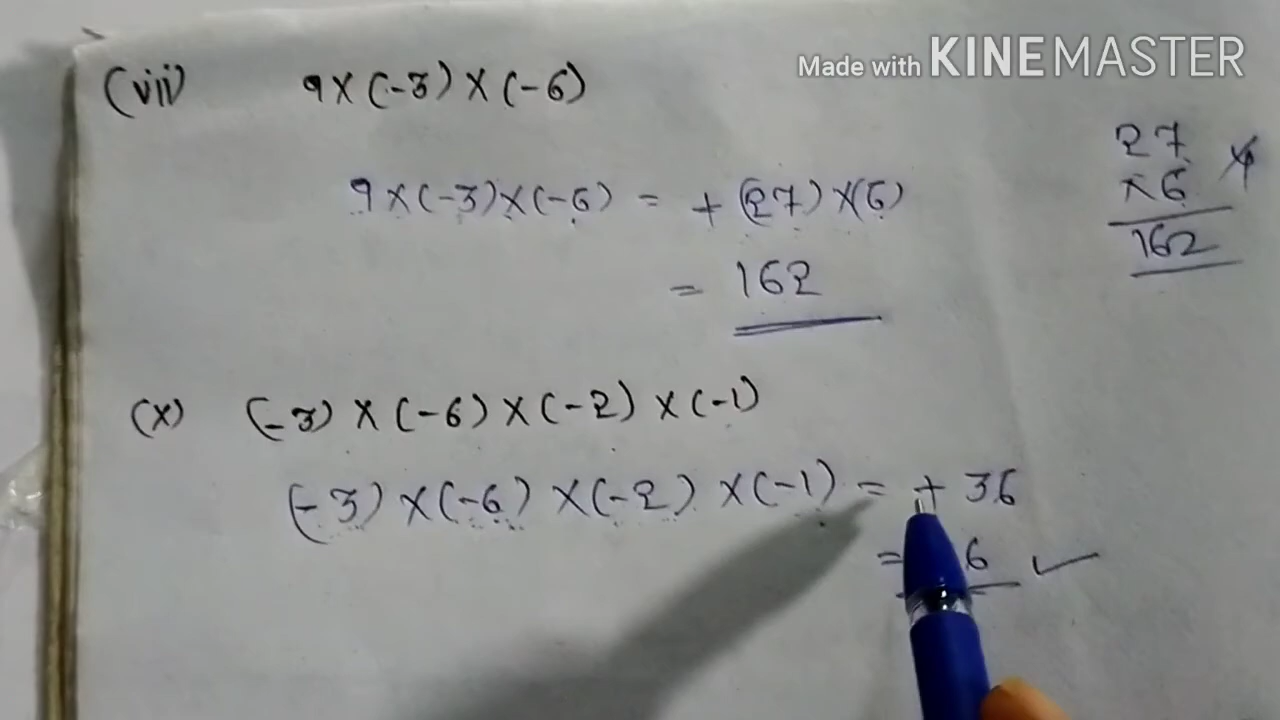 Made with KINEMASTER
(vii) 9 × (-3) × (-6)
9 × (-3) × (-6) = + (27) × (6)
= 162
27
×6
162
(x) (-3) × (-6) × (-2) × (-1)
(-3) × (-6) × (-2) × (-1) = + 36
= 6 ✓